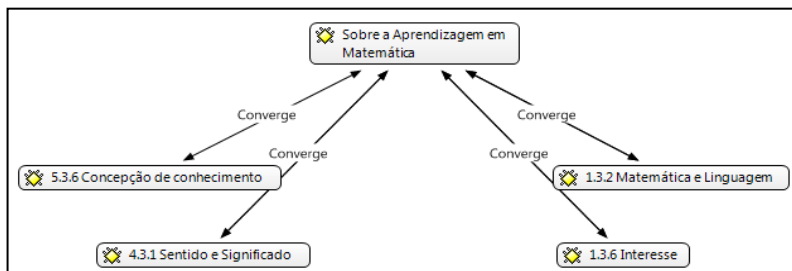 Sobre a Aprendizagem em
Matemática
Converge
Converge
Converge
Converge
5.3.6 Concepção de conhecimento
1.3.2 Matemática e Linguagem
4.3.1 Sentido e Significado
1.3.6 Interesse